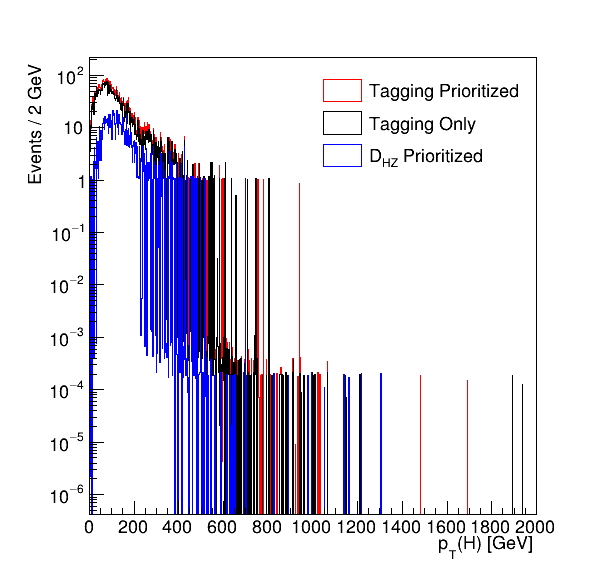 Events / 2 GeV
10²
10
1
10⁻¹
10⁻²
10⁻³
10⁻⁴
10⁻⁵
10⁻⁶
Tagging Prioritized
Tagging Only
D_HZ Prioritized
0 200 400 600 800 1000 1200 1400 1600 1800 2000
p_T(H) [GeV]